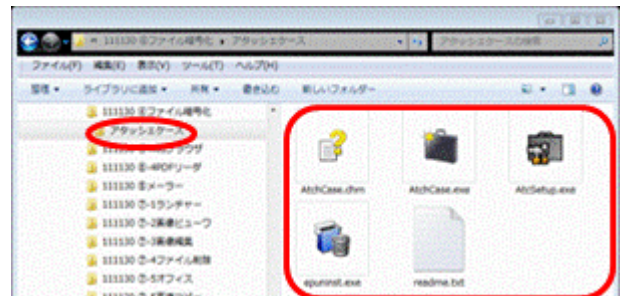 111130 ⑥ファイル暗号化 ▸ アタッシェケース
アタッシェケースの検索
ファイル(F) 編集(E) 表示(V) ツール(T) ヘルプ(H)
整理 ライブラリに追加 共有 書き込む 新しいフォルダー
111130 ⑥ファイル暗号化
アタッシェケース
111130 ⑥-4PDFリーダ
111130 ⑥メーラー
111130 ⑦-1ランチャー
111130 ⑦-2画像ビューワ
111130 ⑦-3画像編集
111130 ⑦-4ファイル削除
111130 ⑦-5オフィス
AtchCase.chm AtchCase.exe AtcSetup.exe
epuninst.exe readme.txt